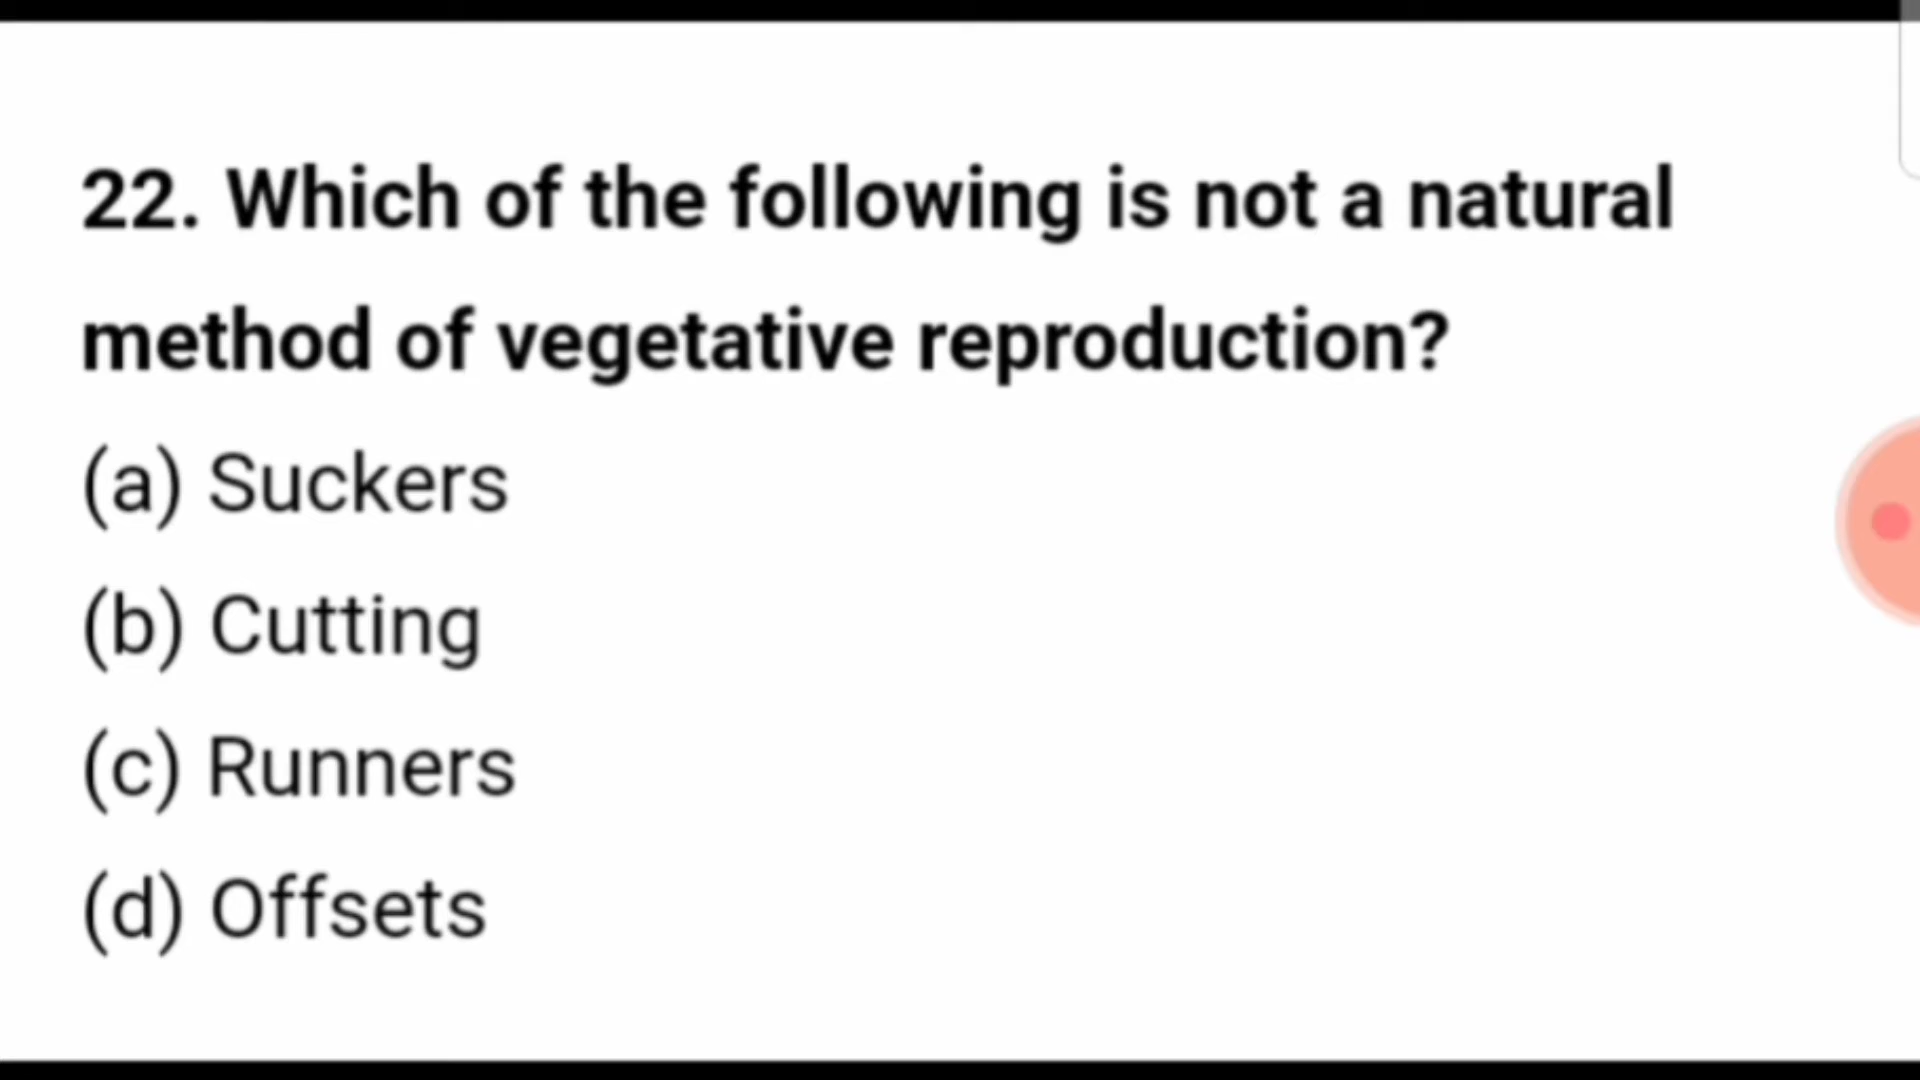 22. Which of the following is not a natural
method of vegetative reproduction?
(a) Suckers
(b) Cutting
(c) Runners
(d) Offsets